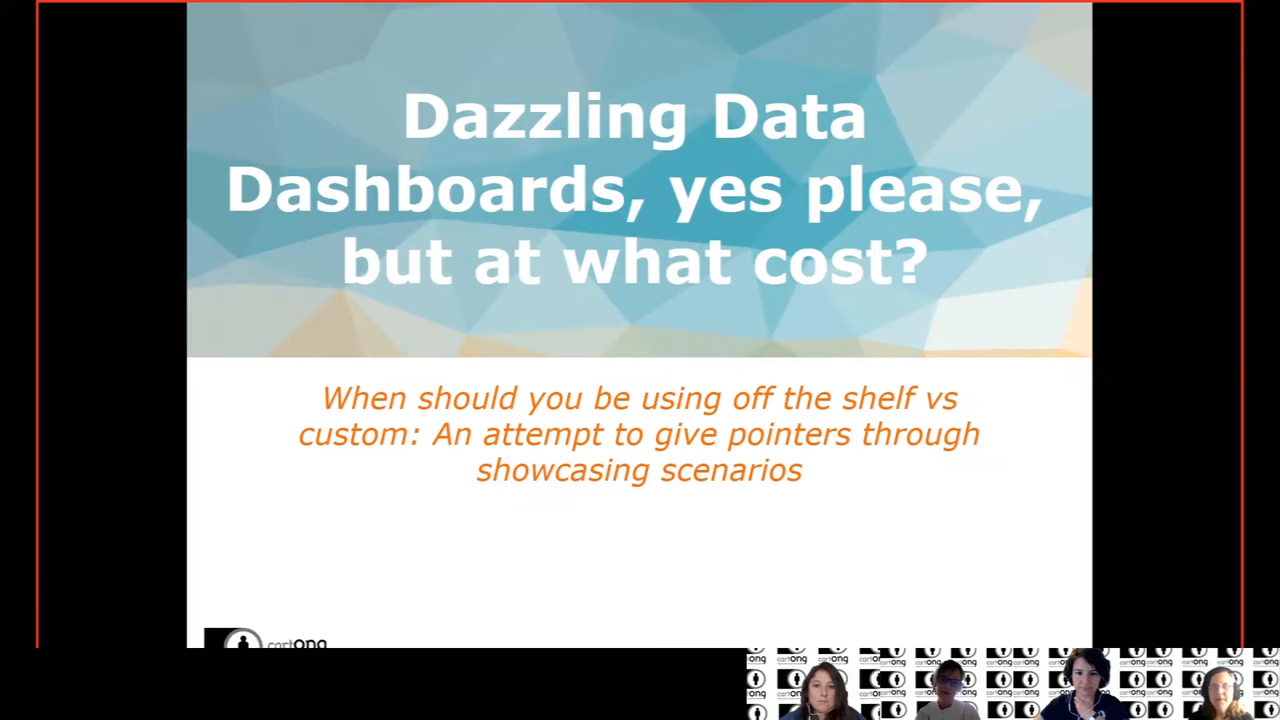 Dazzling Data
Dashboards, yes please,
but at what cost?
When should you be using off the shelf vs
custom: An attempt to give pointers through
showcasing scenarios
cartONG